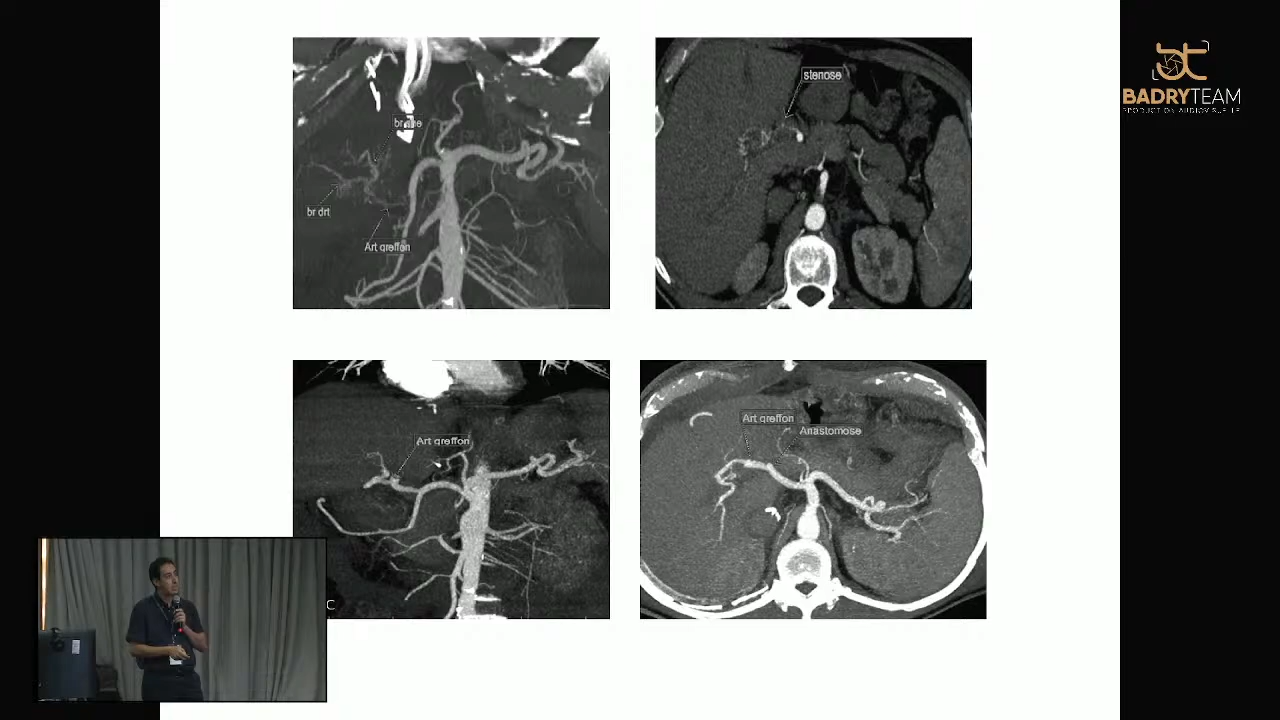 stenose
BADRYTEAM
br drt
Art greffon
Art greffon
Art greffon
Anastomose
C